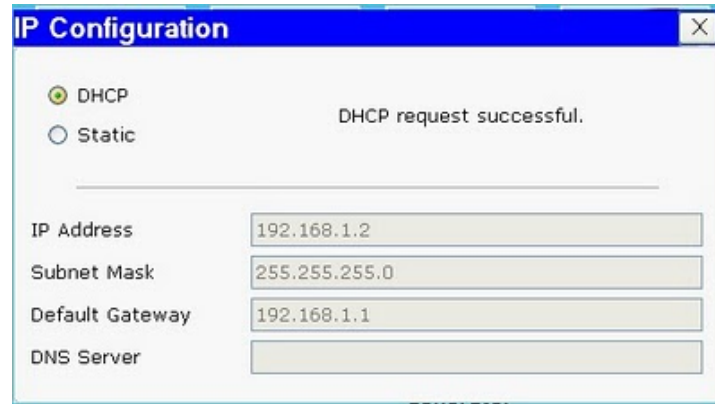 IP Configuration
X
DHCP
DHCP request successful.
Static
IP Address
192.168.1.2
Subnet Mask
255.255.255.0
Default Gateway
192.168.1.1
DNS Server